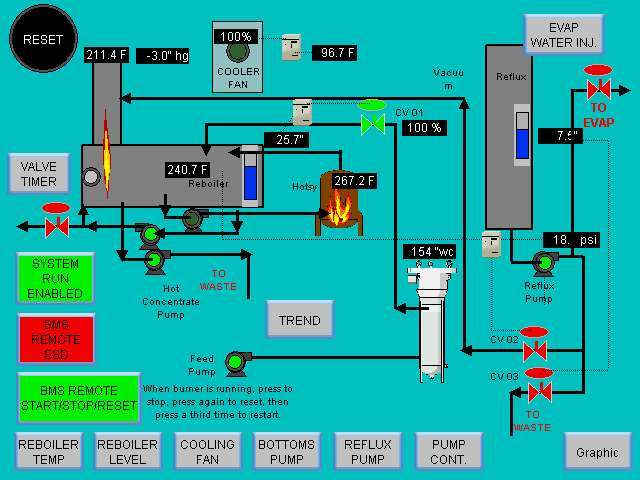 RESET
211.4 F
-3.0" hg
100%
COOLER
FAN
96.7 F
EVAP
WATER INJ.
Reflux
Vacuu
m
TO
EVAP
CV 01
100 %
25.7"
7.5"
VALVE
TIMER
240.7 F
Reboiler
Hotsy
267.2 F
154 "wc
18. psi
SYSTEM
RUN
ENABLED
TO
WASTE
Hot
Concentrate
Pump
Reflux
Pump
TREND
BMS
REMOTE
ESD
CV 02
Feed
Pump
CV 03
BMS REMOTE
START/STOP/RESET
When burner is running, press to
stop, press again to reset, then
press a third time to restart.
TO
WASTE
REBOILER
TEMP
REBOILER
LEVEL
COOLING
FAN
BOTTOMS
PUMP
REFLUX
PUMP
PUMP
CONT.
Graphic